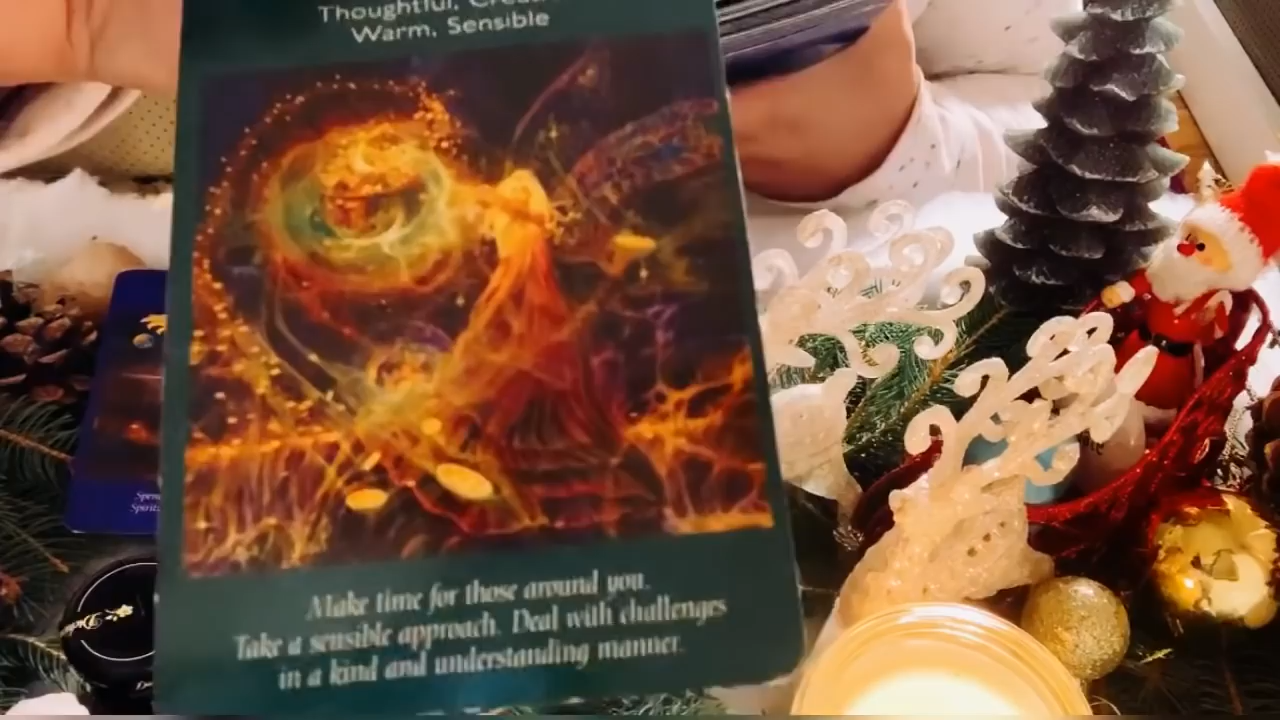 Thoughtful,
Warm, Sensible
Make time for those around you.
Take a sensible approach. Deal with challenges
in a kind and understanding manner.